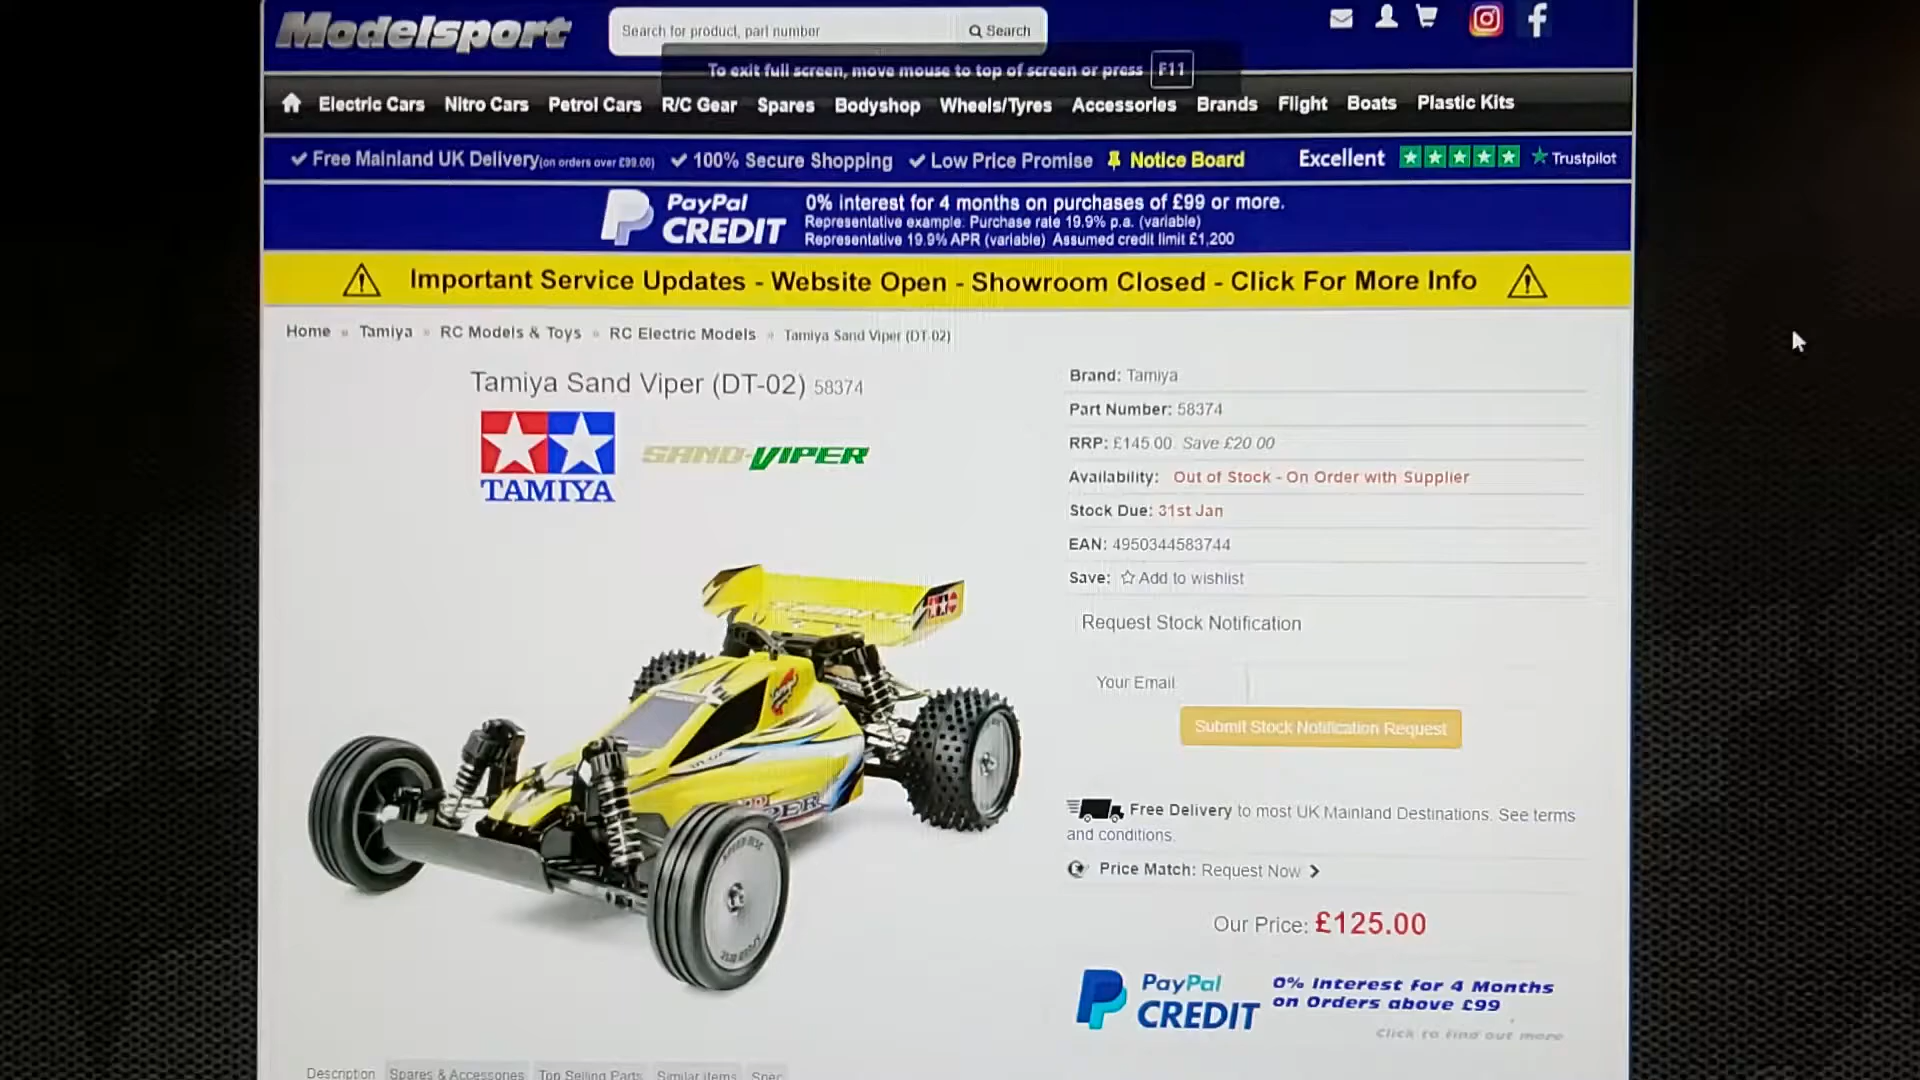 Modelsport
Search for product, part number
Search
To exit full screen, move mouse to top of screen or press F11
Electric Cars Nitro Cars Petrol Cars R/C Gear Spares Bodyshop Wheels/Tyres Accessories Brands Flight Boats Plastic Kits
Free Mainland UK Delivery(on orders over £99.00) 100% Secure Shopping Low Price Promise Notice Board Excellent Trustpilot
PayPal CREDIT
0% interest for 4 months on purchases of £99 or more.
Representative example: Purchase rate 19.9% p.a. (variable)
Representative 19.9% APR (variable) Assumed credit limit £1,200
Important Service Updates - Website Open - Showroom Closed - Click For More Info
Home » Tamiya » RC Models & Toys » RC Electric Models » Tamiya Sand Viper (DT-02)
Tamiya Sand Viper (DT-02) 58374
TAMIYA
SAND-VIPER
Brand: Tamiya
Part Number: 58374
RRP: £145.00 Save £20.00
Availability: Out of Stock - On Order with Supplier
Stock Due: 31st Jan
EAN: 4950344583744
Save: ☆ Add to wishlist
Request Stock Notification
Your Email
Submit Stock Notification Request
Free Delivery to most UK Mainland Destinations. See terms
and conditions.
Price Match: Request Now
Our Price: £125.00
PayPal
CREDIT
0% Interest for 4 Months
on Orders above £99
Click to find out more
Description Spares & Accessories Top Selling Parts Similar items Spec